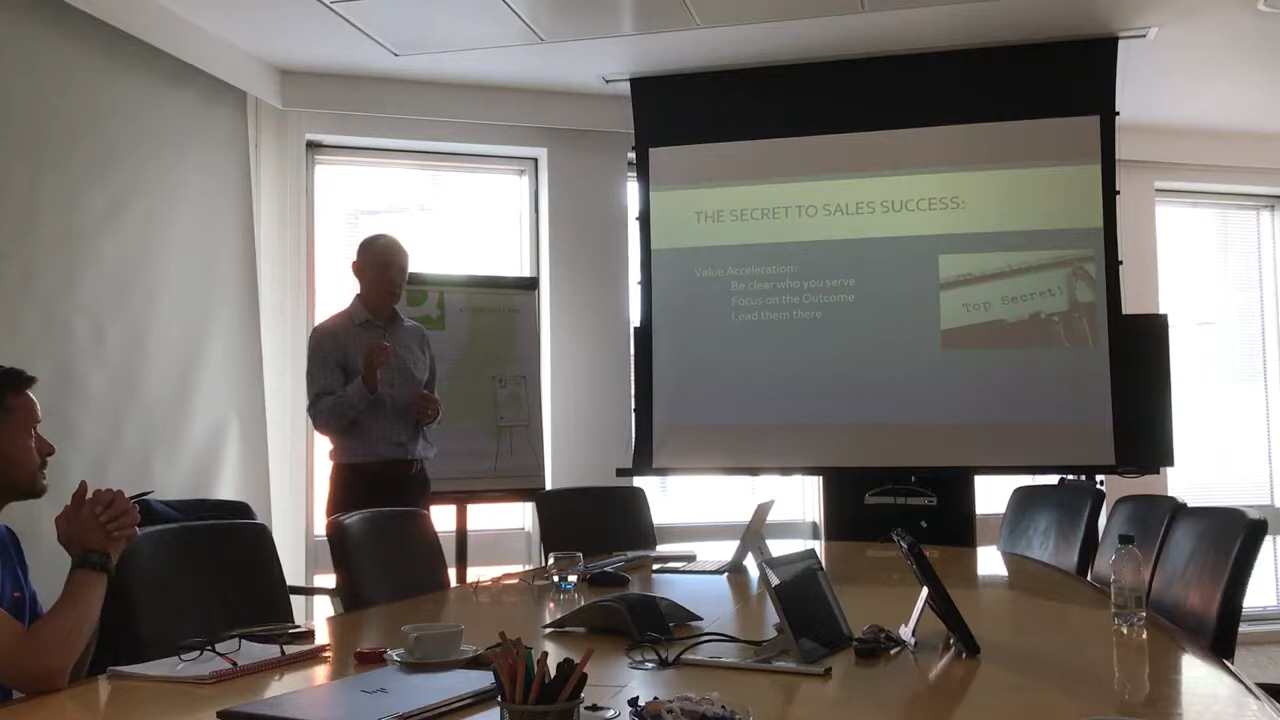 THE SECRET TO SALES SUCCESS:
Value Acceleration:
Be clear who you serve
Focus on the Outcome
Lead them there
Top Secret!
hp